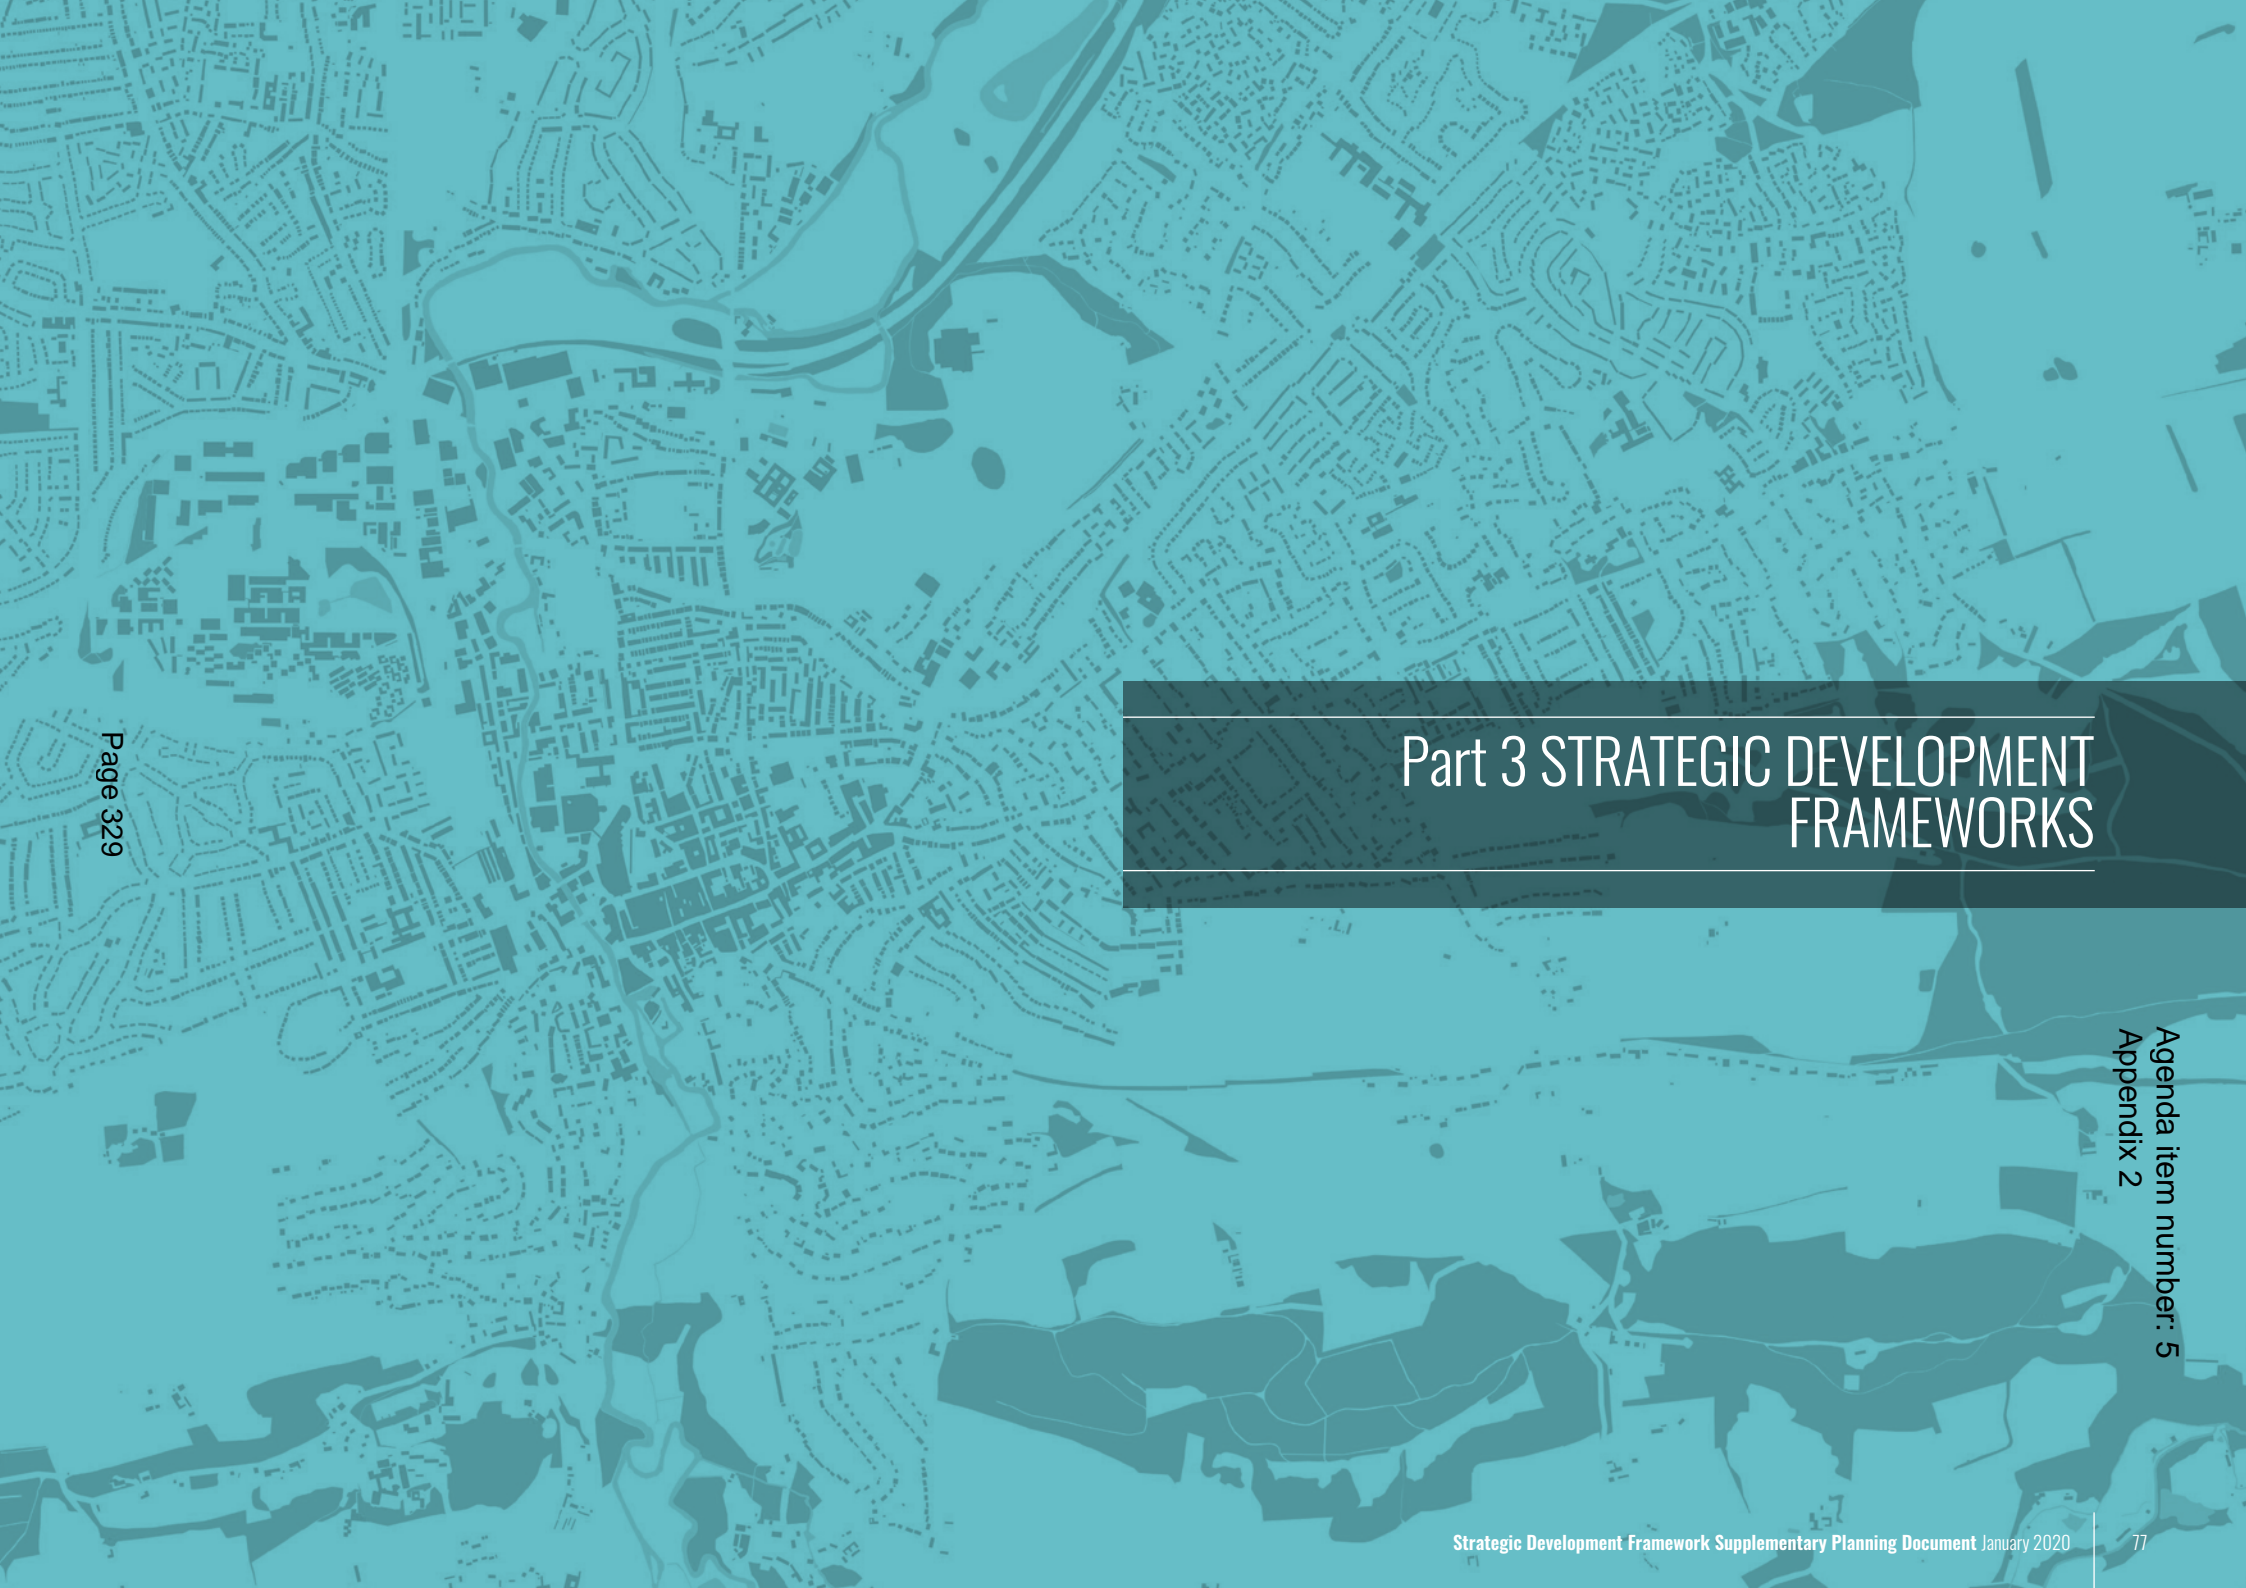 Part 3 STRATEGIC DEVELOPMENT
FRAMEWORKS
Page 329
Agenda item number: 5
Appendix 2
Strategic Development Framework Supplementary Planning Document January 2020
77